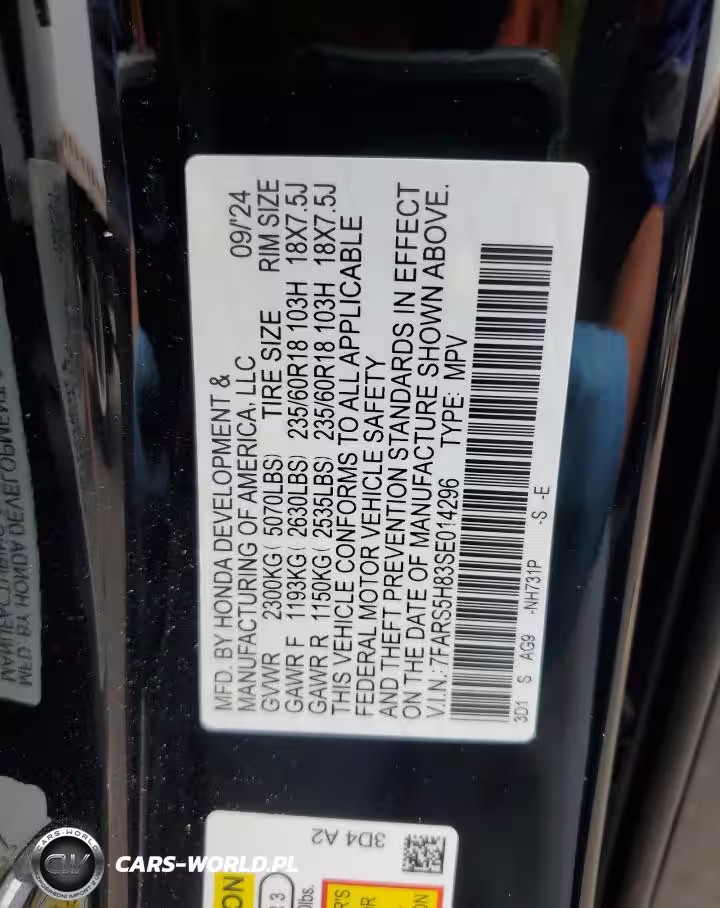 MFD. BY HONDA DEVELOPMENT &
MANUFACTURING OF AMERICA, LLC 09/'24
GVWR 2300KG( 5070LBS) TIRE SIZE RIM SIZE
GAWR F 1193KG( 2630LBS) 235/60R18 103H 18X7.5J
GAWR R 1150KG( 2535LBS) 235/60R18 103H 18X7.5J
THIS VEHICLE CONFORMS TO ALL APPLICABLE
FEDERAL MOTOR VEHICLE SAFETY
AND THEFT PREVENTION STANDARDS IN EFFECT
ON THE DATE OF MANUFACTURE SHOWN ABOVE.
V.I.N.: 7FARS5H83SE014296 TYPE: MPV
3D1 S AG9 -NH731P -S -E
3D4 A2
CARS-WORLD
CW
CARS-WORLD.PL